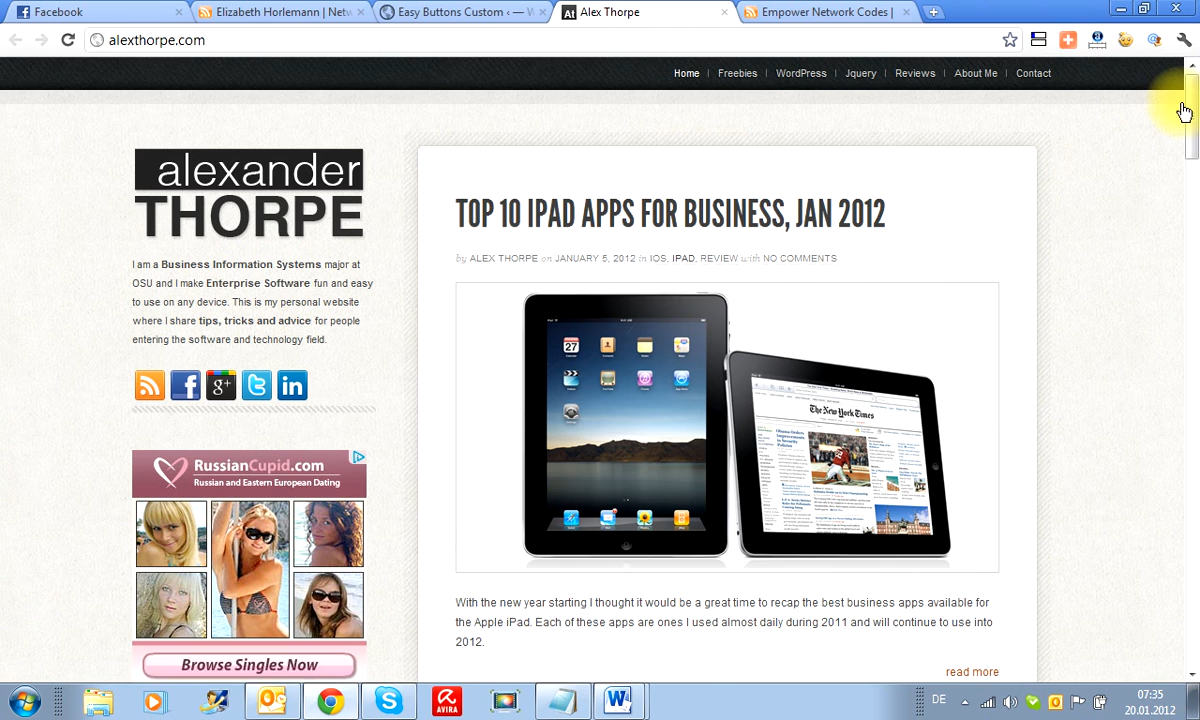 Facebook
Elizabeth Horlemann | Netw
Easy Buttons Custom ‹ — W
Alex Thorpe
Empower Network Codes |
alexthorpe.com
Home | Freebies | WordPress | Jquery | Reviews | About Me | Contact
alexander
THORPE
I am a Business Information Systems major at
OSU and I make Enterprise Software fun and easy
to use on any device. This is my personal website
where I share tips, tricks and advice for people
entering the software and technology field.
RussianCupid.com
Russian and Eastern European Dating
Browse Singles Now
TOP 10 IPAD APPS FOR BUSINESS, JAN 2012
by ALEX THORPE on JANUARY 5, 2012 in IOS, IPAD, REVIEW with NO COMMENTS
27
The New York Times
With the new year starting I thought it would be a great time to recap the best business apps available for
the Apple iPad. Each of these apps are ones I used almost daily during 2011 and will continue to use into
2012.
read more
AVIRA
DE
07:35
20.01.2012